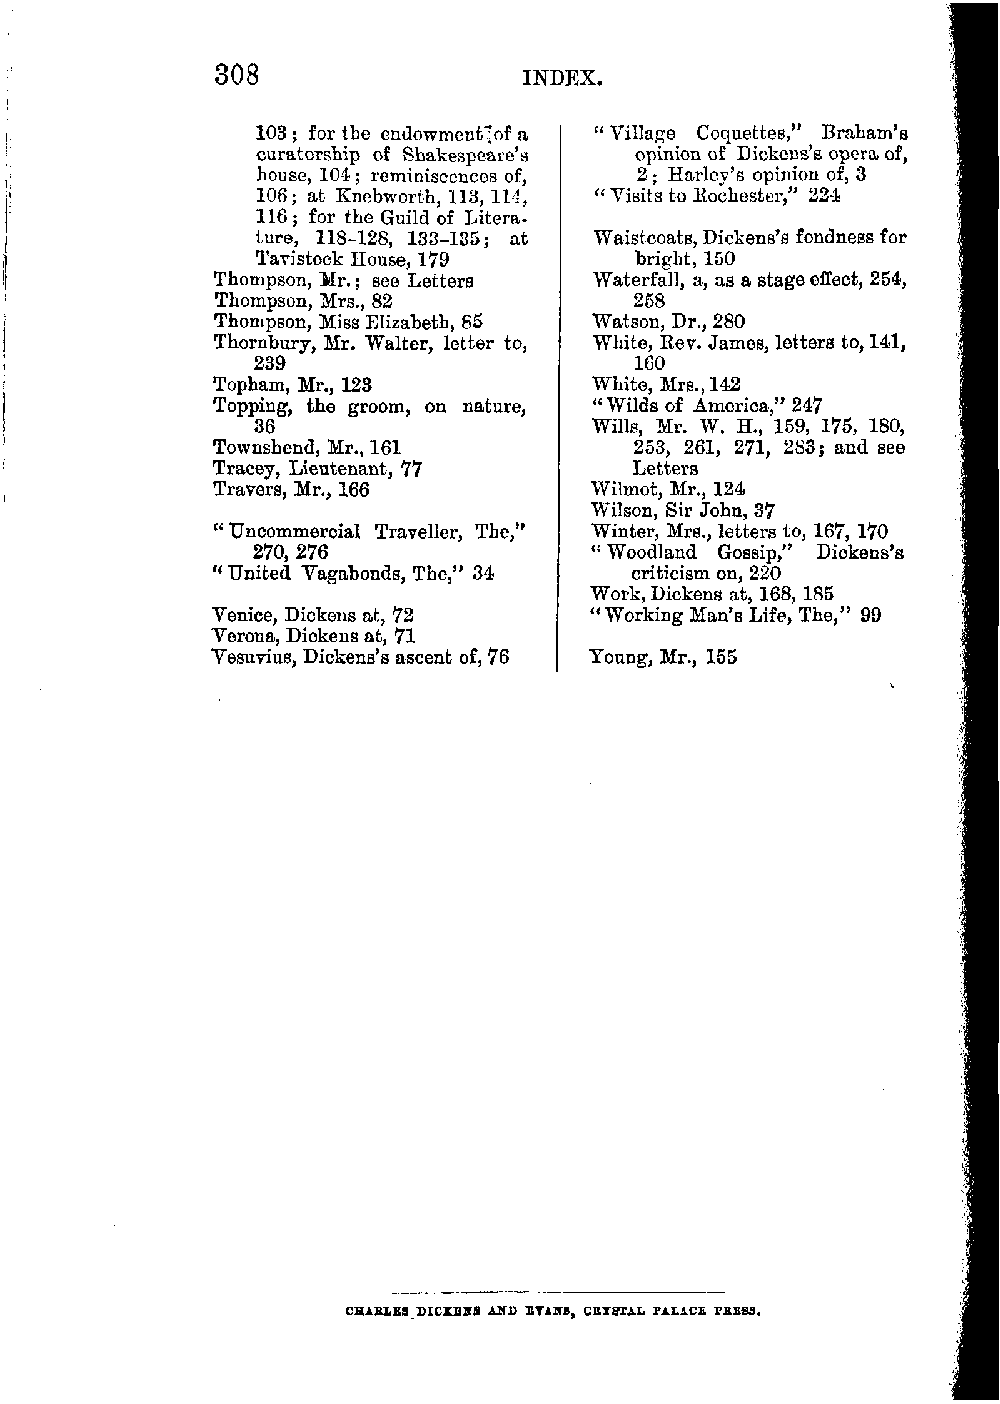 308 INDEX.
103; for the endowment of a
curatorship of Shakespeare's
house, 104; reminiscences of,
106; at Knebworth, 113, 114,
116; for the Guild of Litera-
ture, 118-128, 133-135; at
Tavistock House, 179
Thompson, Mr.; see Letters
Thompson, Mrs., 82
Thompson, Miss Elizabeth, 85
Thornbury, Mr. Walter, letter to,
239
Topham, Mr., 123
Topping, the groom, on nature,
36
Townshend, Mr., 161
Tracey, Lieutenant, 77
Travers, Mr., 166
"Uncommercial Traveller, The,"
270, 276
"United Vagabonds, The," 34
Venice, Dickens at, 72
Verona, Dickens at, 71
Vesuvius, Dickens's ascent of, 76
"Village Coquettes," Braham's
opinion of Dickens's opera of,
2; Harley's opinion of, 3
"Visits to Rochester," 224
Waistcoats, Dickens's fondness for
bright, 150
Waterfall, a, as a stage effect, 254,
258
Watson, Dr., 280
White, Rev. James, letters to, 141,
160
White, Mrs., 142
"Wilds of America," 247
Wills, Mr. W. H., 159, 175, 180,
253, 261, 271, 283; and see
Letters
Wilmot, Mr., 124
Wilson, Sir John, 37
Winter, Mrs., letters to, 167, 170
"Woodland Gossip," Dickens's
criticism on, 220
Work, Dickens at, 168, 185
"Working Man's Life, The," 99
Young, Mr., 155
CHARLES DICKENS AND EVANS, CRYSTAL PALACE PRESS.